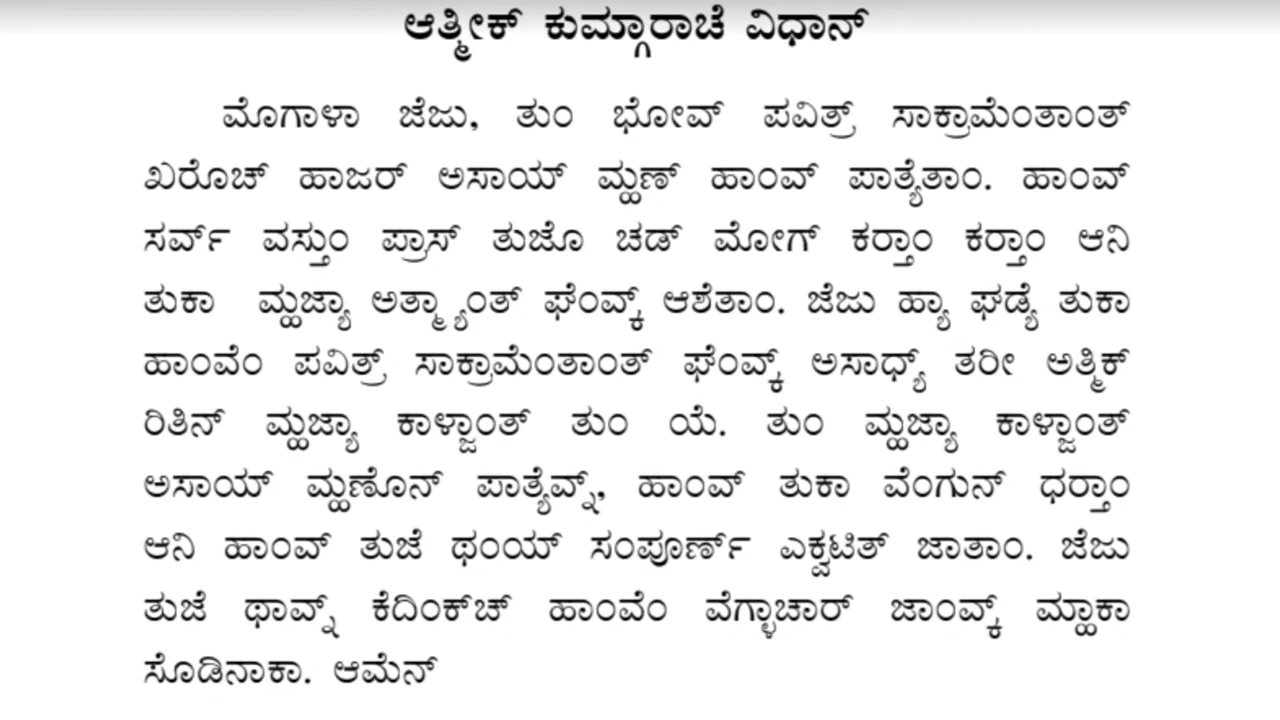 ಆತ್ಮೀಕ್ ಕುಮ್ಗಾರಾಚೆ ವಿಧಾನ್
ಮೊಗಾಳಾ ಜೆಜು, ತುಂ ಭೋವ್ ಪವಿತ್ರ್ ಸಾಕ್ರಾಮೆಂತಾಂತ್
ಖರೊಚ್ ಹಾಜರ್ ಅಸಾಯ್ ಮ್ಹಣ್ ಹಾಂವ್ ಪಾತ್ಯೆತಾಂ. ಹಾಂವ್
ಸರ್ವ್ ವಸ್ತುಂ ಪ್ರಾಸ್ ತುಜೊ ಚಡ್ ಮೋಗ್ ಕರ‍್ತಾಂ ಕರ‍್ತಾಂ ಆನಿ
ತುಕಾ ಮ್ಹಜ್ಯಾ ಅತ್ಮ್ಯಾಂತ್ ಘೆಂವ್ಕ್ ಆಶೆತಾಂ. ಜೆಜು ಹ್ಯಾ ಘಡ್ಯೆ ತುಕಾ
ಹಾಂವೆಂ ಪವಿತ್ರ್ ಸಾಕ್ರಾಮೆಂತಾಂತ್ ಘೆಂವ್ಕ್ ಅಸಾಧ್ಯ್ ತರೀ ಅತ್ಮಿಕ್
ರಿತಿನ್ ಮ್ಹಜ್ಯಾ ಕಾಳ್ಜಾಂತ್ ತುಂ ಯೆ. ತುಂ ಮ್ಹಜ್ಯಾ ಕಾಳ್ಜಾಂತ್
ಅಸಾಯ್ ಮ್ಹಣೊನ್ ಪಾತ್ಯೆವ್ನ್, ಹಾಂವ್ ತುಕಾ ವೆಂಗುನ್ ಧರ‍್ತಾಂ
ಆನಿ ಹಾಂವ್ ತುಜೆ ಥಂಯ್ ಸಂಪೂರ್ಣ್ ಎಕ್ವಟಿತ್ ಜಾತಾಂ. ಜೆಜು
ತುಜೆ ಥಾವ್ನ್ ಕೆದಿಂಕ್‌ಚ್ ಹಾಂವೆಂ ವೆಗ್ಳಾಚಾರ್ ಜಾಂವ್ಕ್ ಮ್ಹಾಕಾ
ಸೊಡಿನಾಕಾ. ಆಮೆನ್